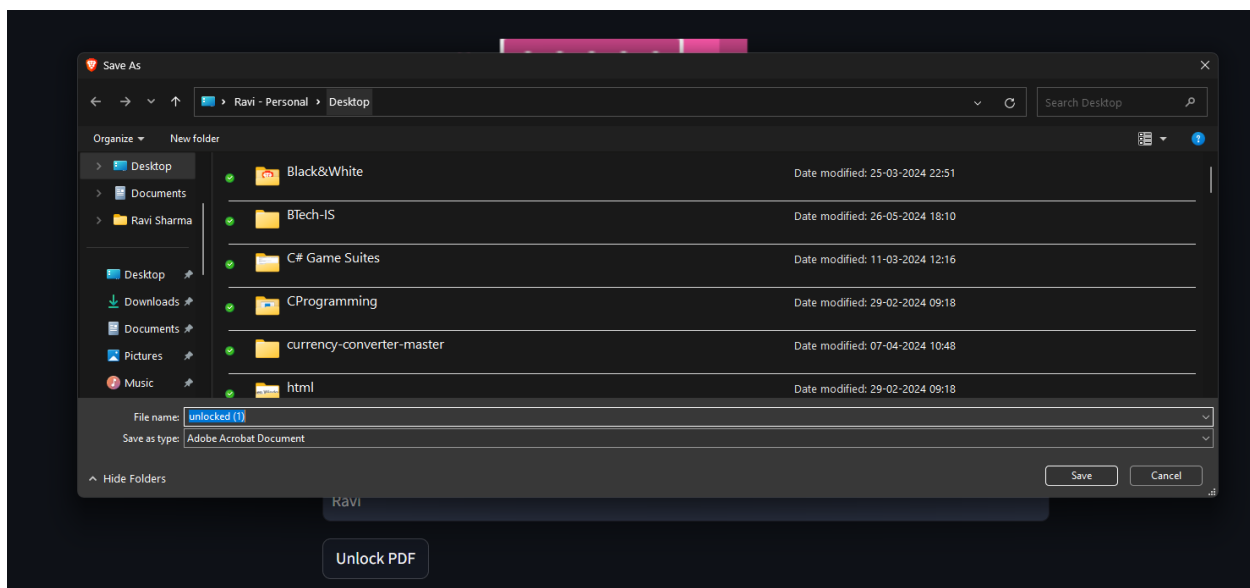 Save As
Ravi - Personal › Desktop
Search Desktop
Organize
New folder
Desktop
Documents
Ravi Sharma
Desktop
Downloads
Documents
Pictures
Music
Black&White Date modified: 25-03-2024 22:51
BTech-IS Date modified: 26-05-2024 18:10
C# Game Suites Date modified: 11-03-2024 12:16
CProgramming Date modified: 29-02-2024 09:18
currency-converter-master Date modified: 07-04-2024 10:48
html Date modified: 29-02-2024 09:18
File name: unlocked (1)
Save as type: Adobe Acrobat Document
Hide Folders
Save
Cancel
Ravi
Unlock PDF